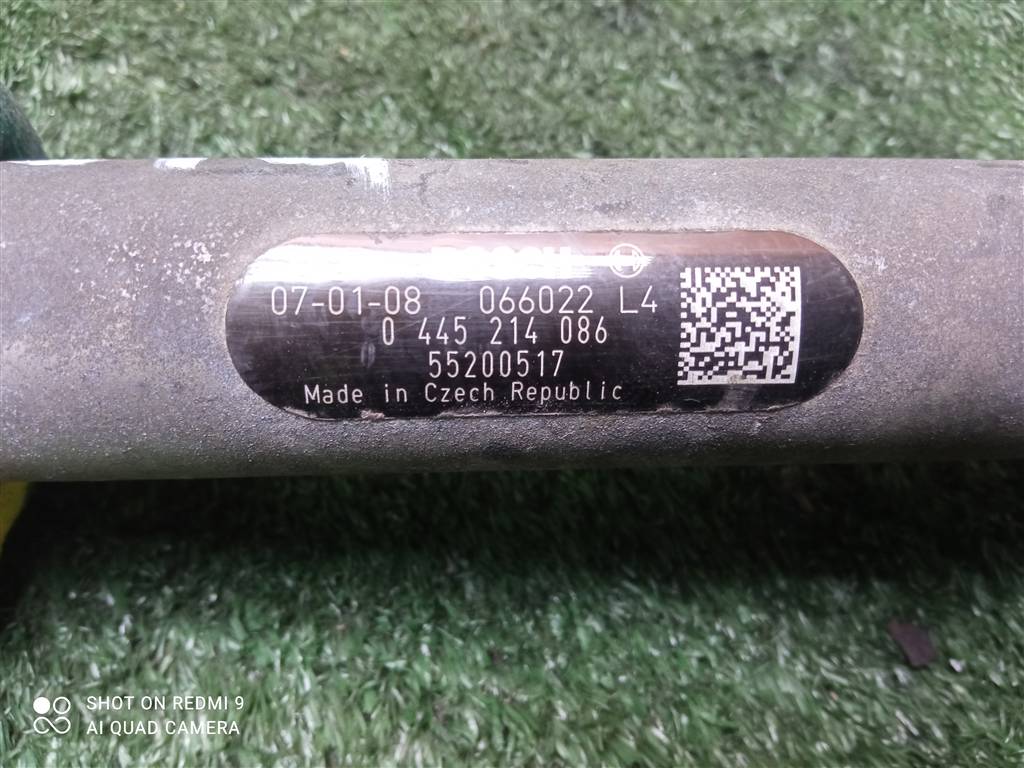 BOSCH
07-01-08 066022 L4
0 445 214 086
55200517
Made in Czech Republic
SHOT ON REDMI 9
AI QUAD CAMERA